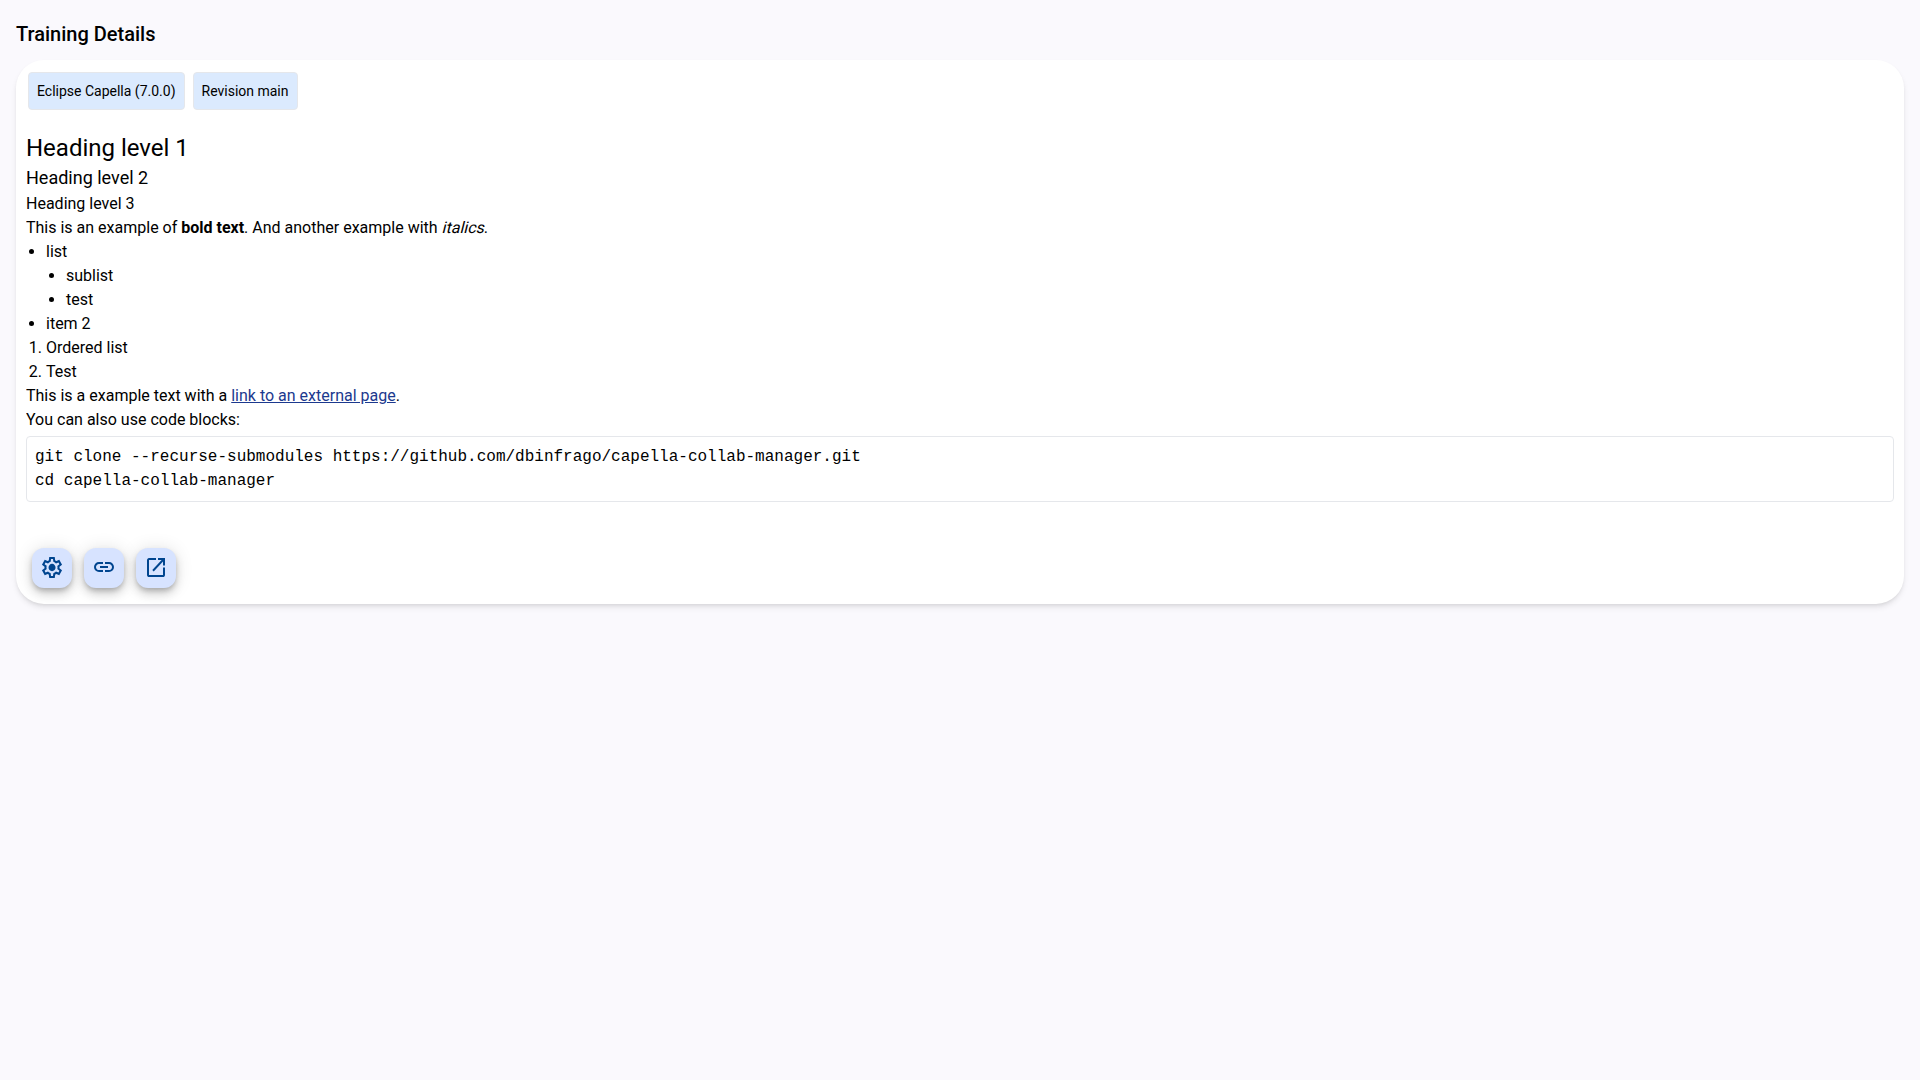 Training Details
Eclipse Capella (7.0.0) Revision main
Heading level 1
Heading level 2
Heading level 3
This is an example of bold text. And another example with italics.
• list
• sublist
• test
• item 2
1. Ordered list
2. Test
This is a example text with a link to an external page.
You can also use code blocks:
git clone --recurse-submodules https://github.com/dbinfrago/capella-collab-manager.git
cd capella-collab-manager